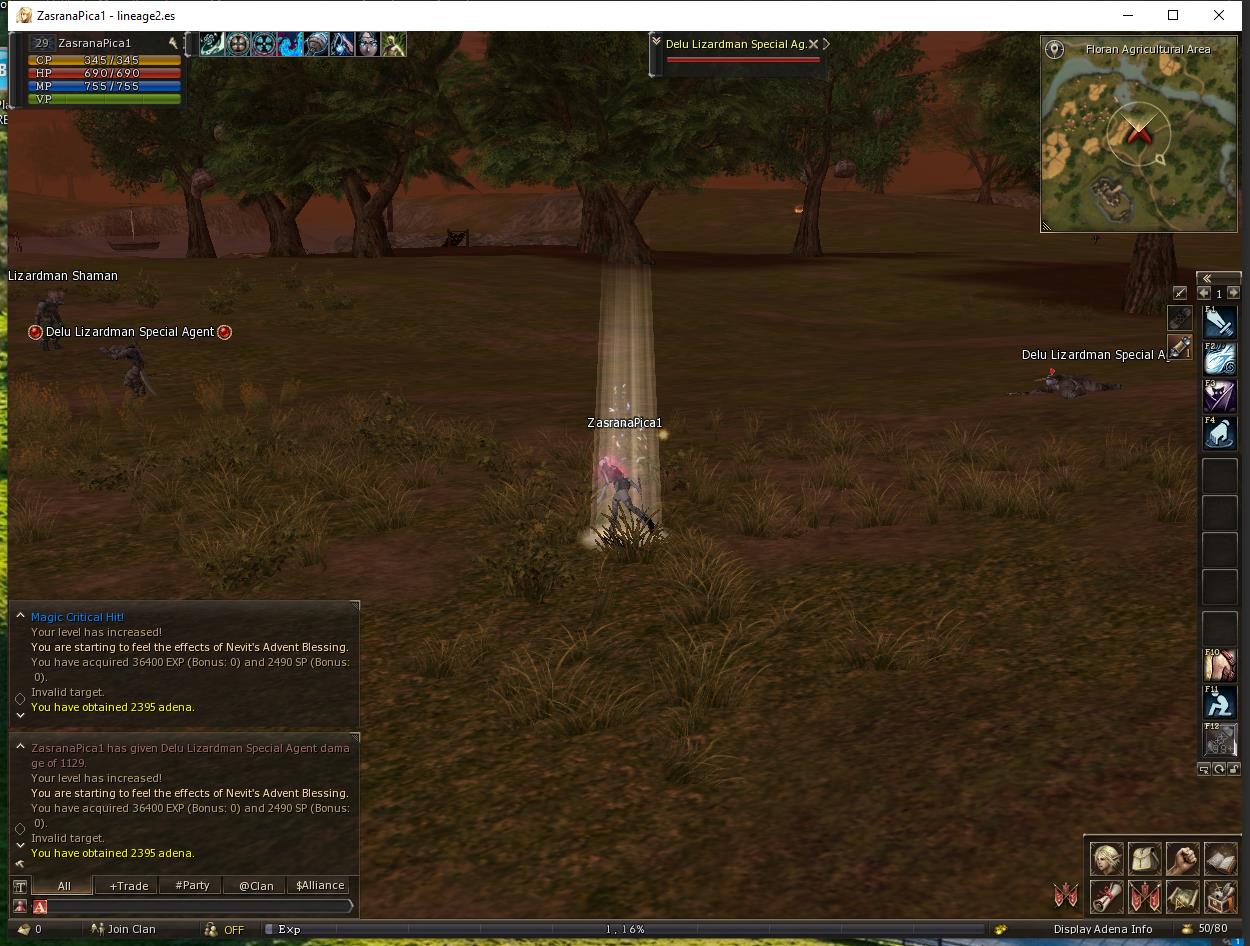 ZasranaPica1 - lineage2.es
29 ZasranaPica1
CP 345/345
HP 690/690
MP 755/755
VP
Delu Lizardman Special Ag.
Floran Agricultural Area
Lizardman Shaman
Delu Lizardman Special Agent
Delu Lizardman Special A
ZasranaPica1
1
F1
1
F2
F3
F4
F10
F11
F12
99+
Magic Critical Hit!
Your level has increased!
You are starting to feel the effects of Nevit's Advent Blessing.
You have acquired 36400 EXP (Bonus: 0) and 2490 SP (Bonus:
0).
Invalid target.
You have obtained 2395 adena.
ZasranaPica1 has given Delu Lizardman Special Agent dama
ge of 1129.
Your level has increased!
You are starting to feel the effects of Nevit's Advent Blessing.
You have acquired 36400 EXP (Bonus: 0) and 2490 SP (Bonus:
0).
Invalid target.
You have obtained 2395 adena.
T All +Trade #Party @Clan $Alliance
A
0 Join Clan OFF Exp 1.16% Display Adena Info 50/80